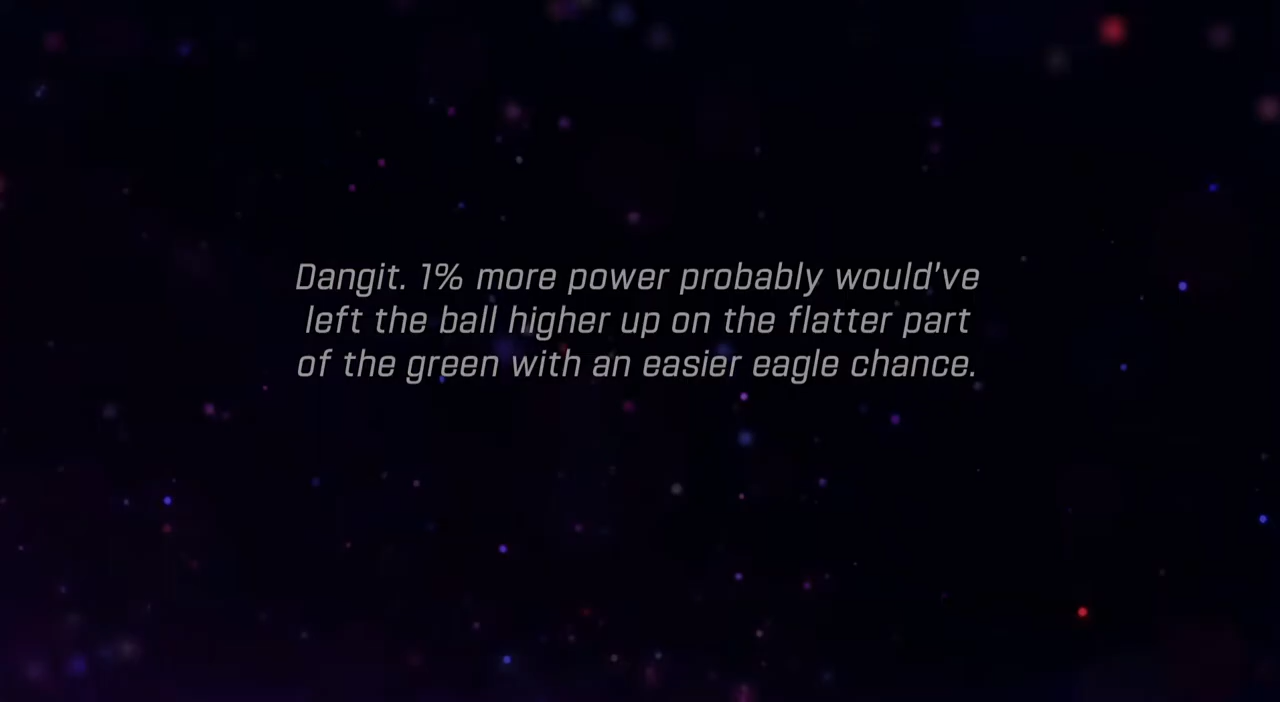 Dangit. 1% more power probably would've
left the ball higher up on the flatter part
of the green with an easier eagle chance.